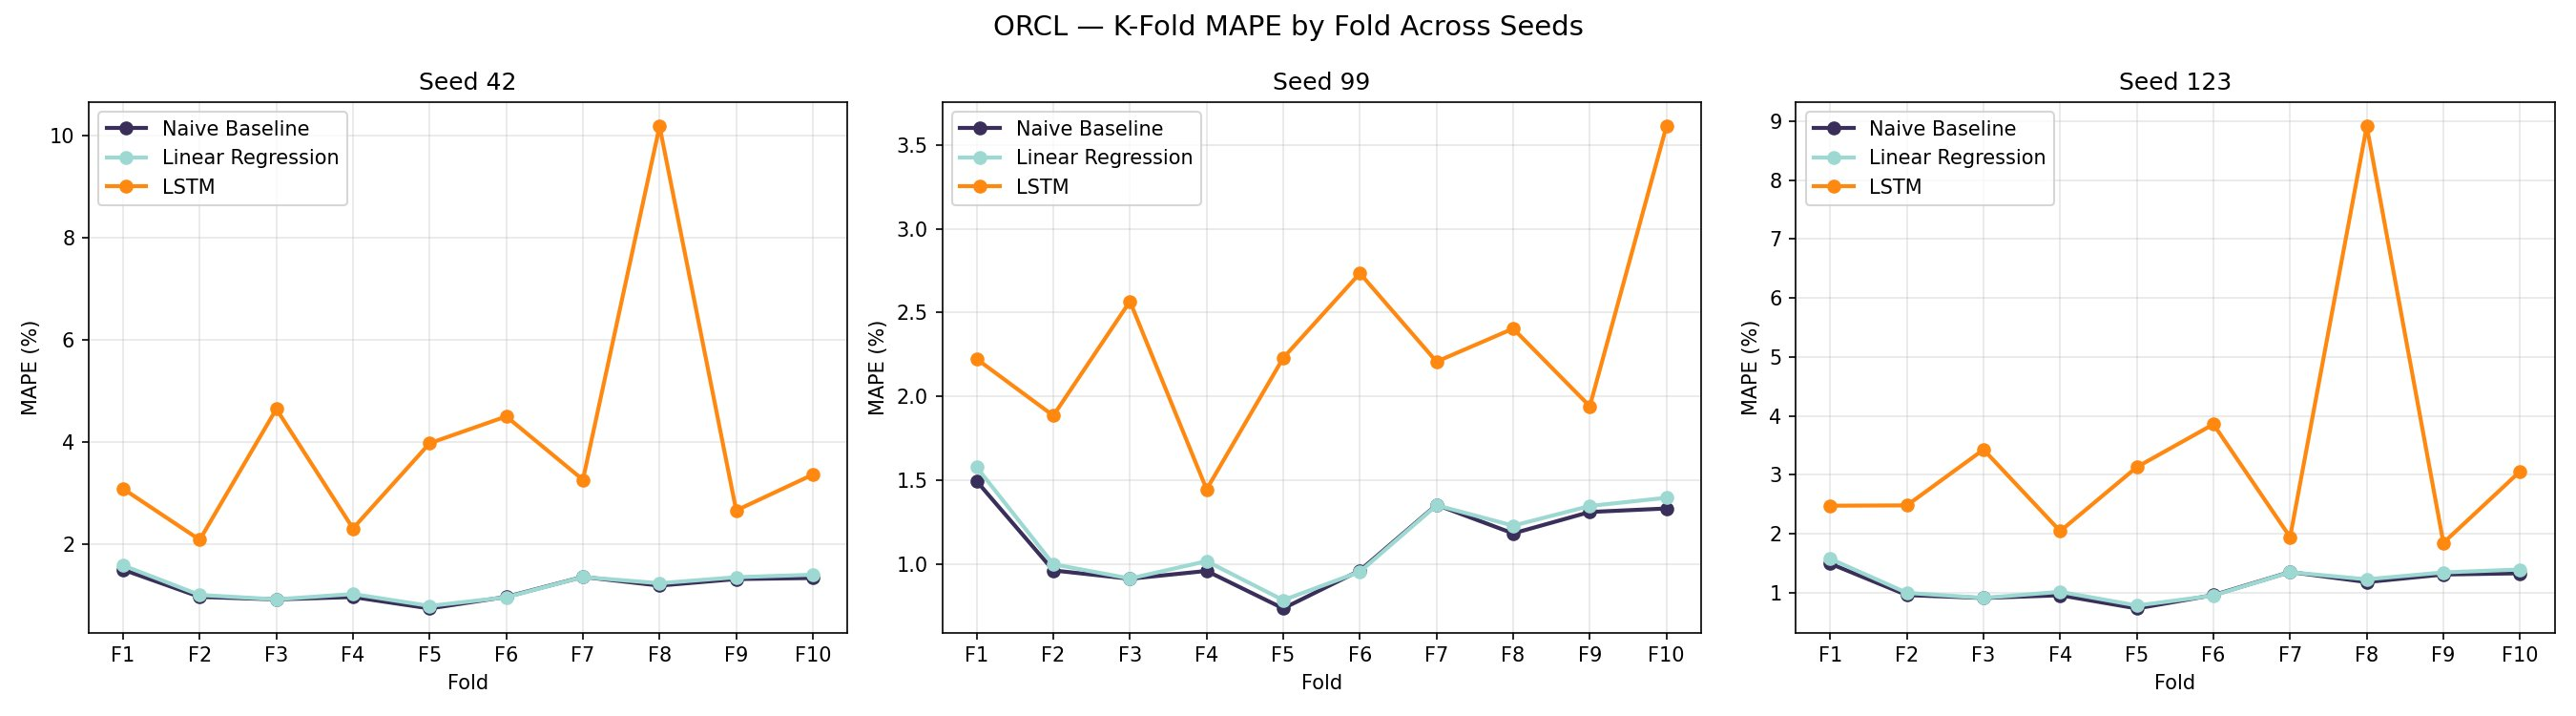 ORCL — K-Fold MAPE by Fold Across Seeds
Seed 42
Naive Baseline
Linear Regression
LSTM
10
8
6
4
2
MAPE (%)
F1 F2 F3 F4 F5 F6 F7 F8 F9 F10
Fold
Seed 99
Naive Baseline
Linear Regression
LSTM
3.5
3.0
2.5
2.0
1.5
1.0
MAPE (%)
F1 F2 F3 F4 F5 F6 F7 F8 F9 F10
Fold
Seed 123
Naive Baseline
Linear Regression
LSTM
9
8
7
6
5
4
3
2
1
MAPE (%)
F1 F2 F3 F4 F5 F6 F7 F8 F9 F10
Fold